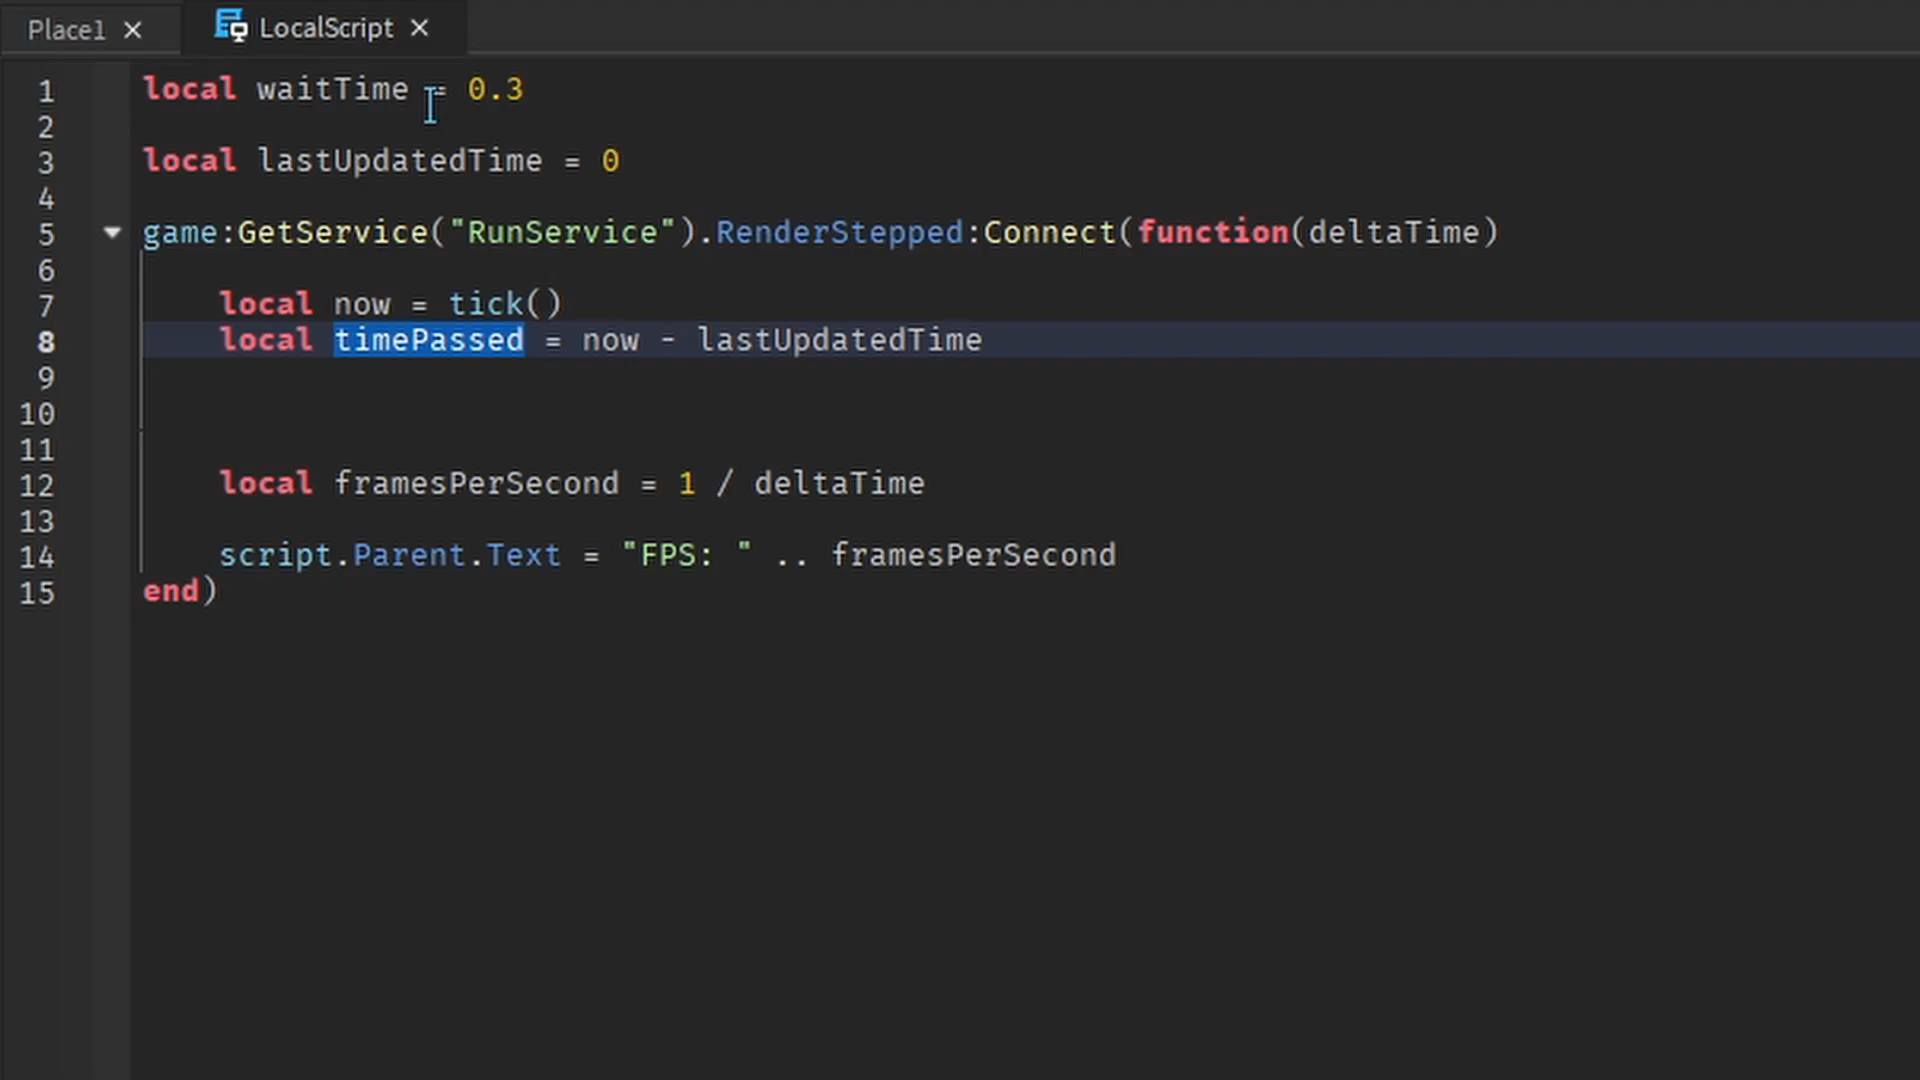 Place1 × LocalScript ×
1 local waitTime = 0.3
2
3 local lastUpdatedTime = 0
4
5 game:GetService("RunService").RenderStepped:Connect(function(deltaTime)
6
7 local now = tick()
8 local timePassed = now - lastUpdatedTime
9
10
11
12 local framesPerSecond = 1 / deltaTime
13
14 script.Parent.Text = "FPS: " .. framesPerSecond
15 end)